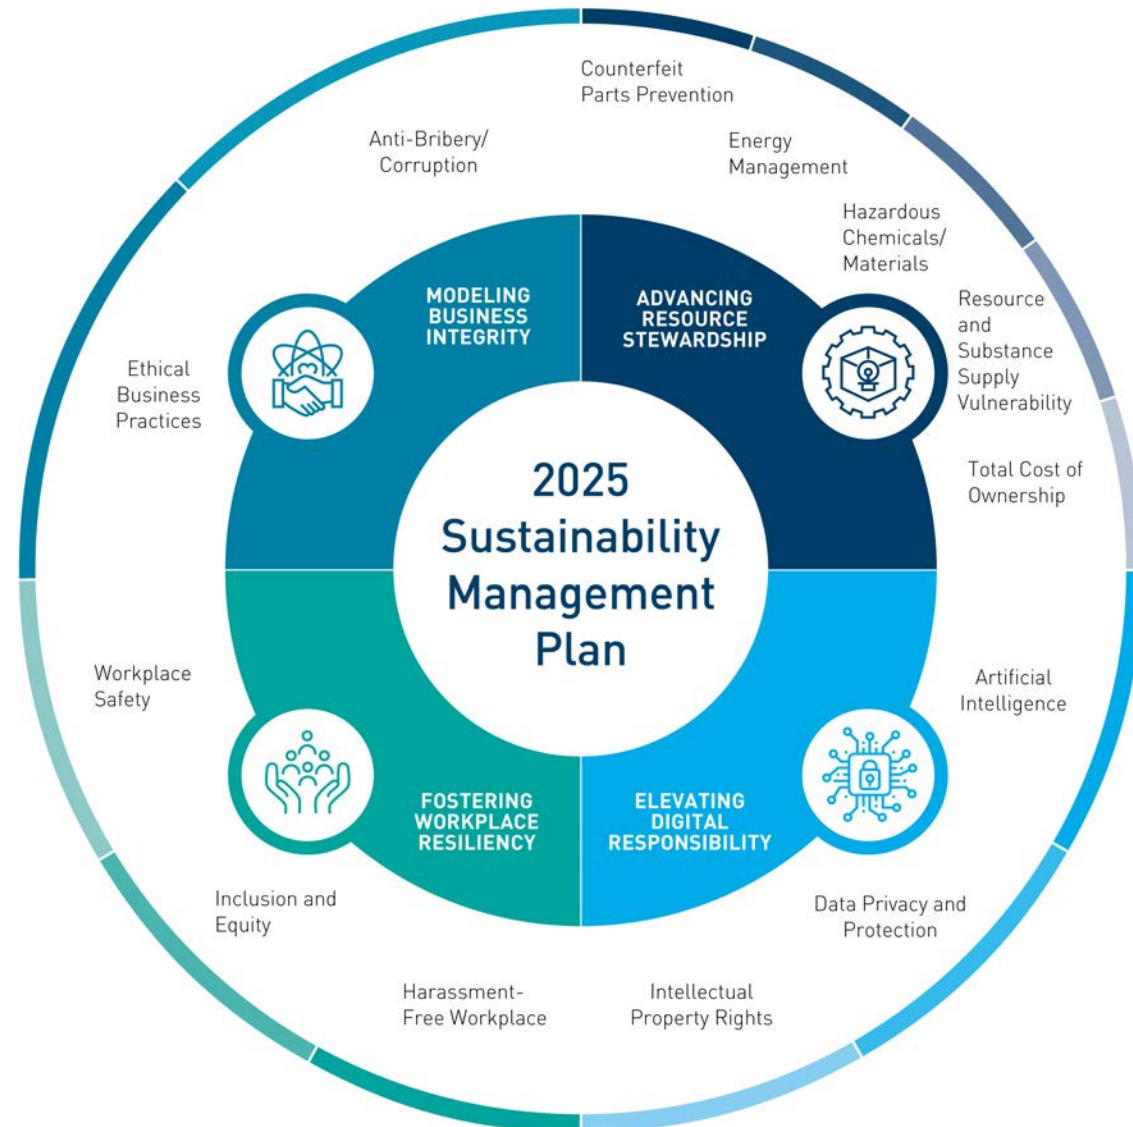 Counterfeit
Parts Prevention
Anti-Bribery/
Corruption
Energy
Management
Hazardous
Chemicals/
Materials
MODELING
BUSINESS
INTEGRITY
ADVANCING
RESOURCE
STEWARDSHIP
Resource
and
Substance
Supply
Vulnerability
Ethical
Business
Practices
Total Cost of
Ownership
2025
Sustainability
Management
Plan
Workplace
Safety
Artificial
Intelligence
FOSTERING
WORKPLACE
RESILIENCY
ELEVATING
DIGITAL
RESPONSIBILITY
Inclusion and
Equity
Data Privacy and
Protection
Harassment-
Free Workplace
Intellectual
Property Rights